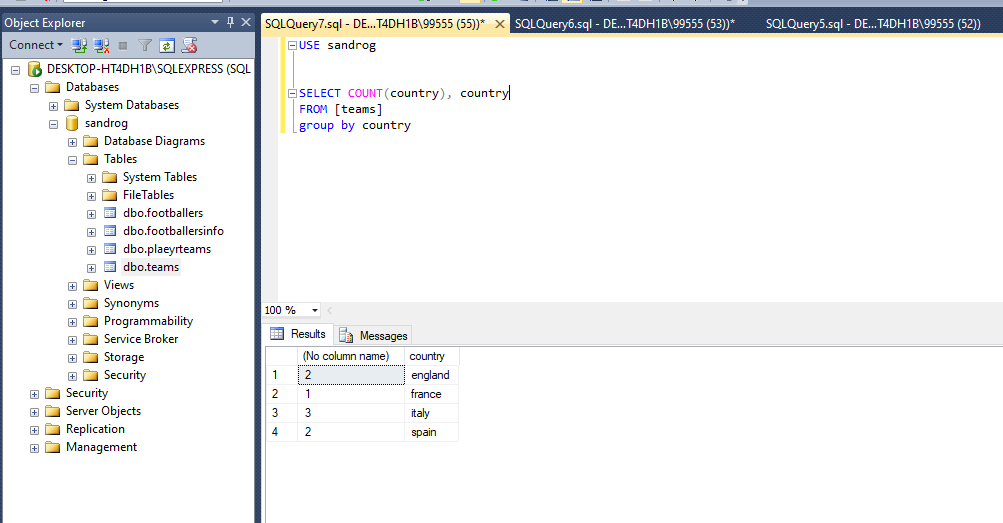 Object Explorer
Connect
DESKTOP-HT4DH1B\SQLEXPRESS (SQL
Databases
System Databases
sandrog
Database Diagrams
Tables
System Tables
FileTables
dbo.footballers
dbo.footballersinfo
dbo.plaeyrteams
dbo.teams
Views
Synonyms
Programmability
Service Broker
Storage
Security
Security
Server Objects
Replication
Management
SQLQuery7.sql - DE...T4DH1B\99555 (55))* SQLQuery6.sql - DE...T4DH1B\99555 (53))* SQLQuery5.sql - DE...T4DH1B\99555 (52))
USE sandrog
SELECT COUNT(country), country
FROM [teams]
group by country
100 %
Results Messages
(No column name) country
1 2 england
2 1 france
3 3 italy
4 2 spain